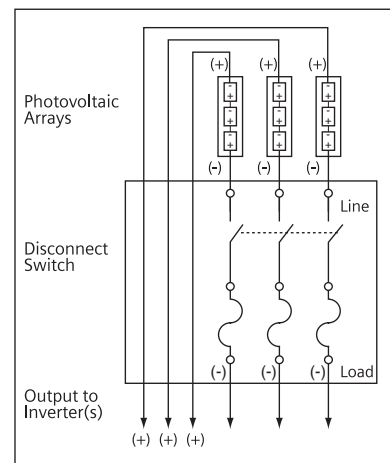 (+) (+) (+)
Photovoltaic
Arrays
- + - + - +
- + - + - +
- + - + - +
(-) (-) (-)
Line
Disconnect
Switch
(-) (-) (-) Load
Output to
Inverter(s)
(+) (+) (+)